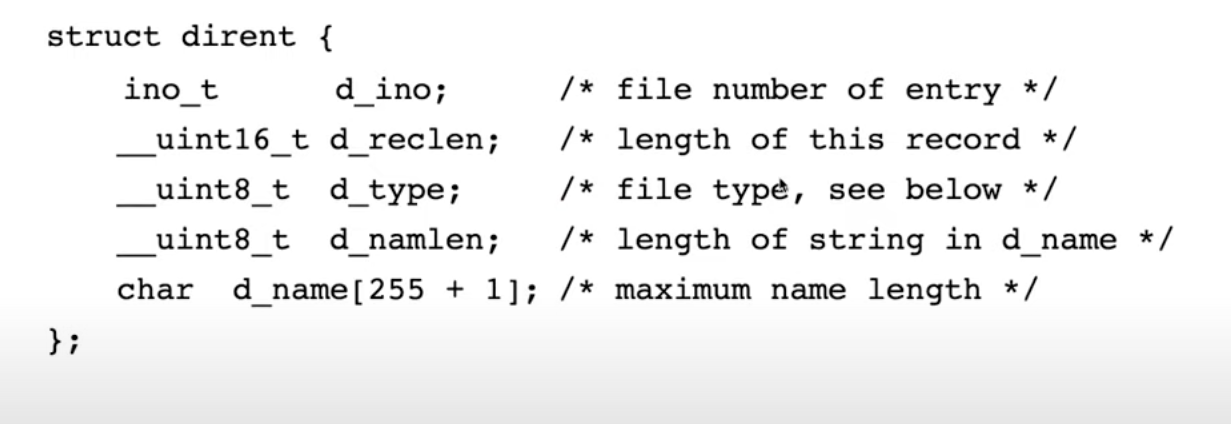 struct dirent {
    ino_t      d_ino;      /* file number of entry */
    __uint16_t d_reclen;   /* length of this record */
    __uint8_t  d_type;     /* file type, see below */
    __uint8_t  d_namlen;   /* length of string in d_name */
    char  d_name[255 + 1]; /* maximum name length */
};